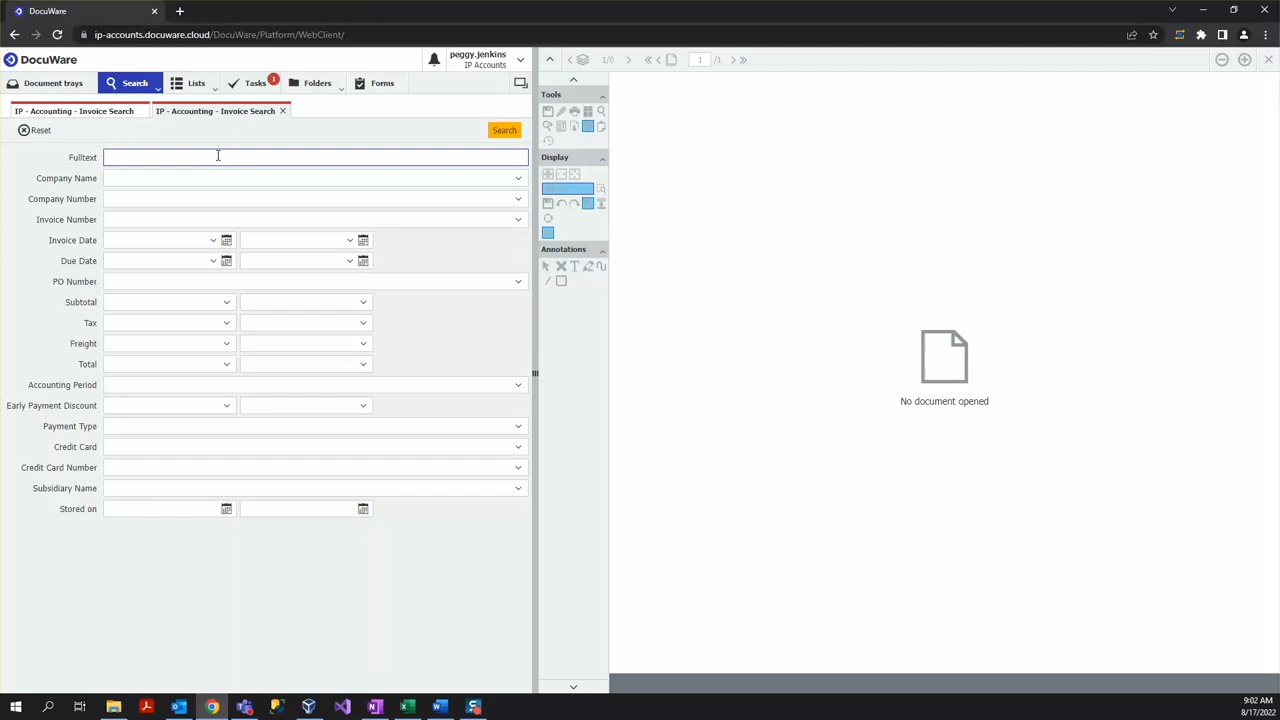 DocuWare
ip-accounts.docuware.cloud/DocuWare/Platform/WebClient/
DocuWare
peggy.jenkins
IP Accounts
1/0
1
/1
Document trays
Search
Lists
Tasks
1
Folders
Forms
IP - Accounting - Invoice Search
IP - Accounting - Invoice Search
Reset
Search
Fulltext
Company Name
Company Number
Invoice Number
Invoice Date
Due Date
PO Number
Subtotal
Tax
Freight
Total
Accounting Period
Early Payment Discount
Payment Type
Credit Card
Credit Card Number
Subsidiary Name
Stored on
Tools
Display
Annotations
No document opened
9:02 AM
8/17/2022